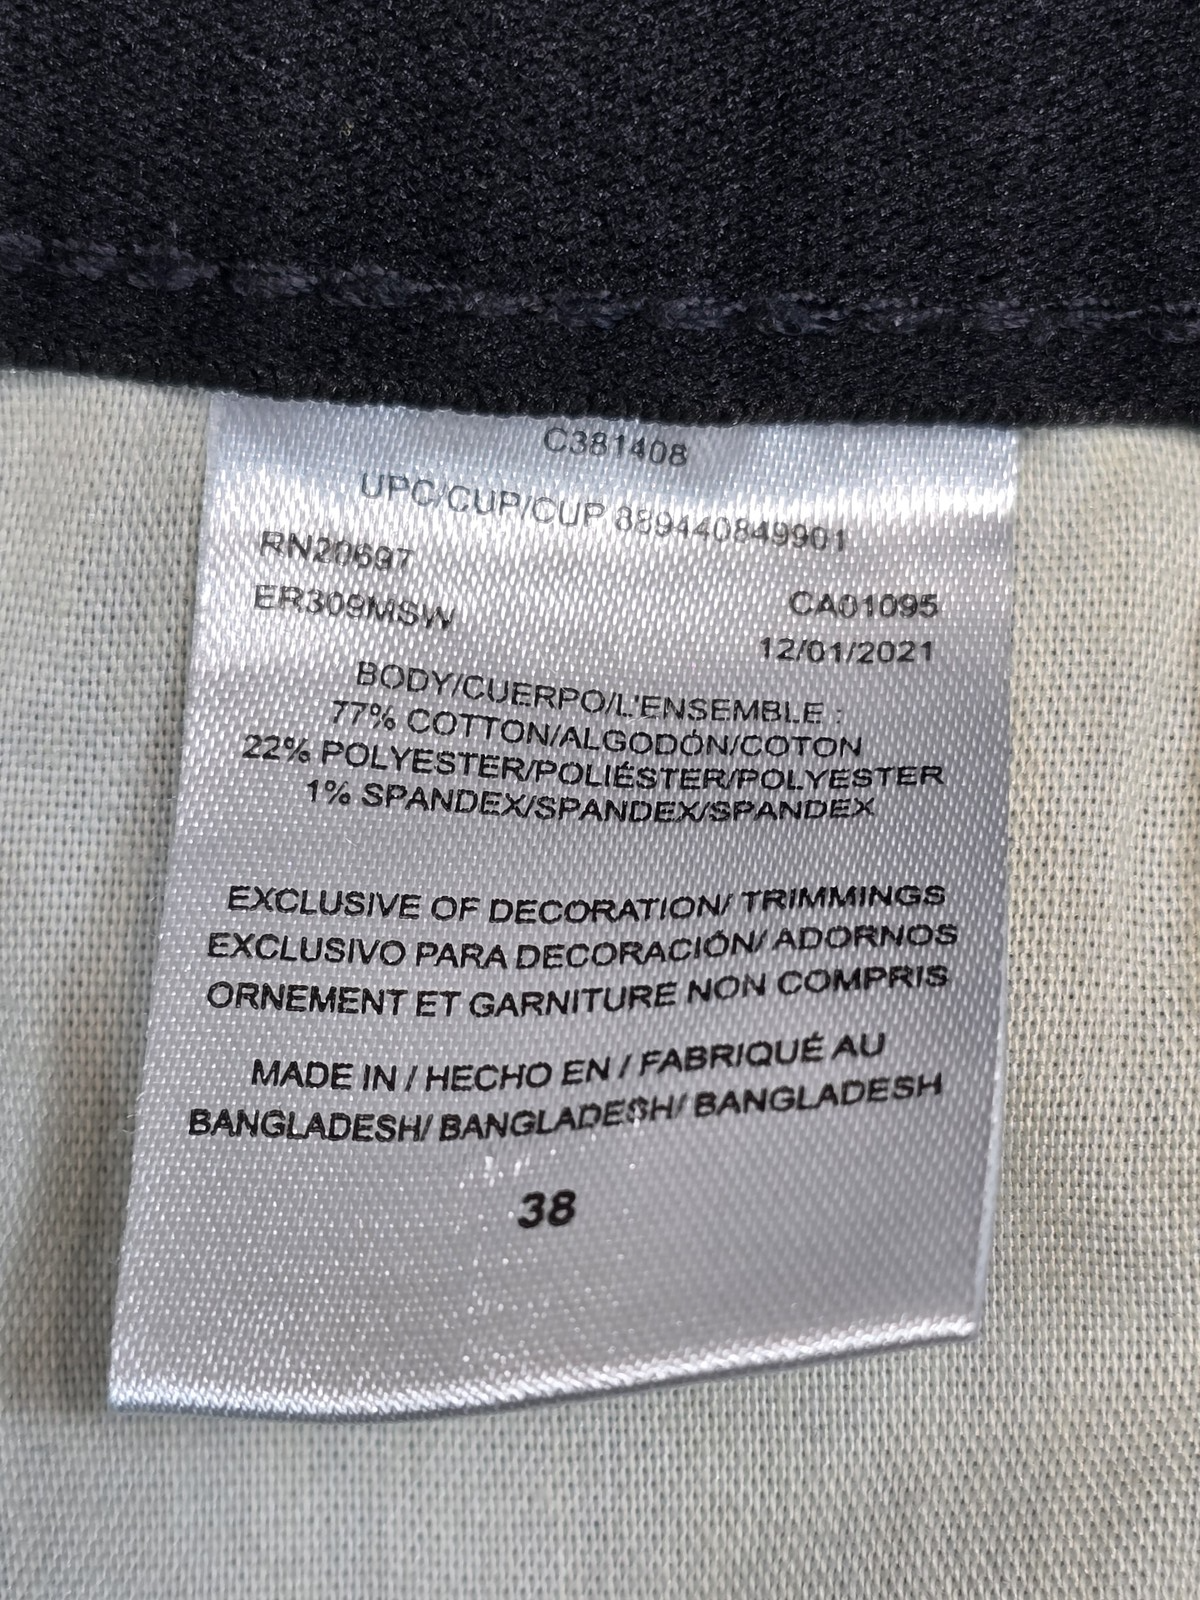 C381408
UPC/CUP/CUP 889440849901
RN20697
ER309MSW
CA01095
12/01/2021
BODY/CUERPO/L'ENSEMBLE :
77% COTTON/ALGODÓN/COTON
22% POLYESTER/POLIÉSTER/POLYESTER
1% SPANDEX/SPANDEX/SPANDEX
EXCLUSIVE OF DECORATION/ TRIMMINGS
EXCLUSIVO PARA DECORACIÓN/ ADORNOS
ORNEMENT ET GARNITURE NON COMPRIS
MADE IN / HECHO EN / FABRIQUÉ AU
BANGLADESH/ BANGLADESH/ BANGLADESH
38